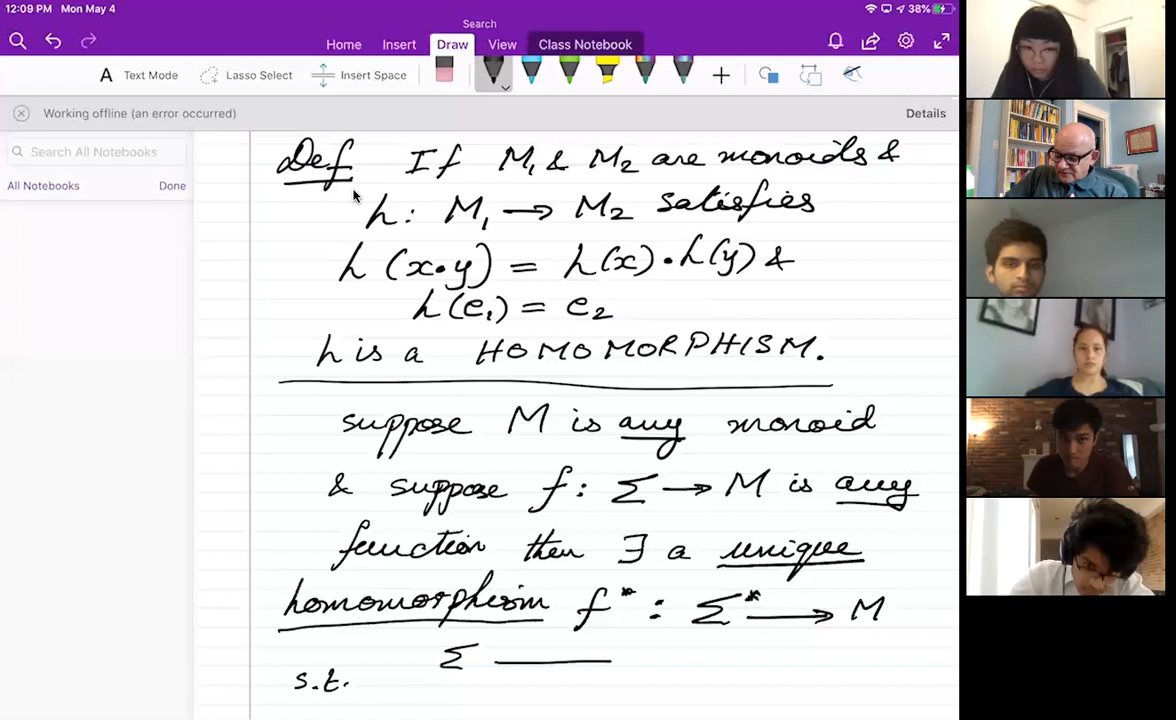 12:09 PM Mon May 4
38%
Search
Home Insert Draw View Class Notebook
A Text Mode Lasso Select Insert Space
Working offline (an error occurred) Details
Search All Notebooks
All Notebooks Done
Def If M₁ & M₂ are monoids &
h: M₁ → M₂ satisfies
h (x•y) = h(x)•h(y) &
h(e₁) = e₂
h is a HOMOMORPHISM.
suppose M is any monoid
& suppose f: Σ → M is any
function then ∃ a unique
homomorphism f* : Σ* → M
s.t. Σ